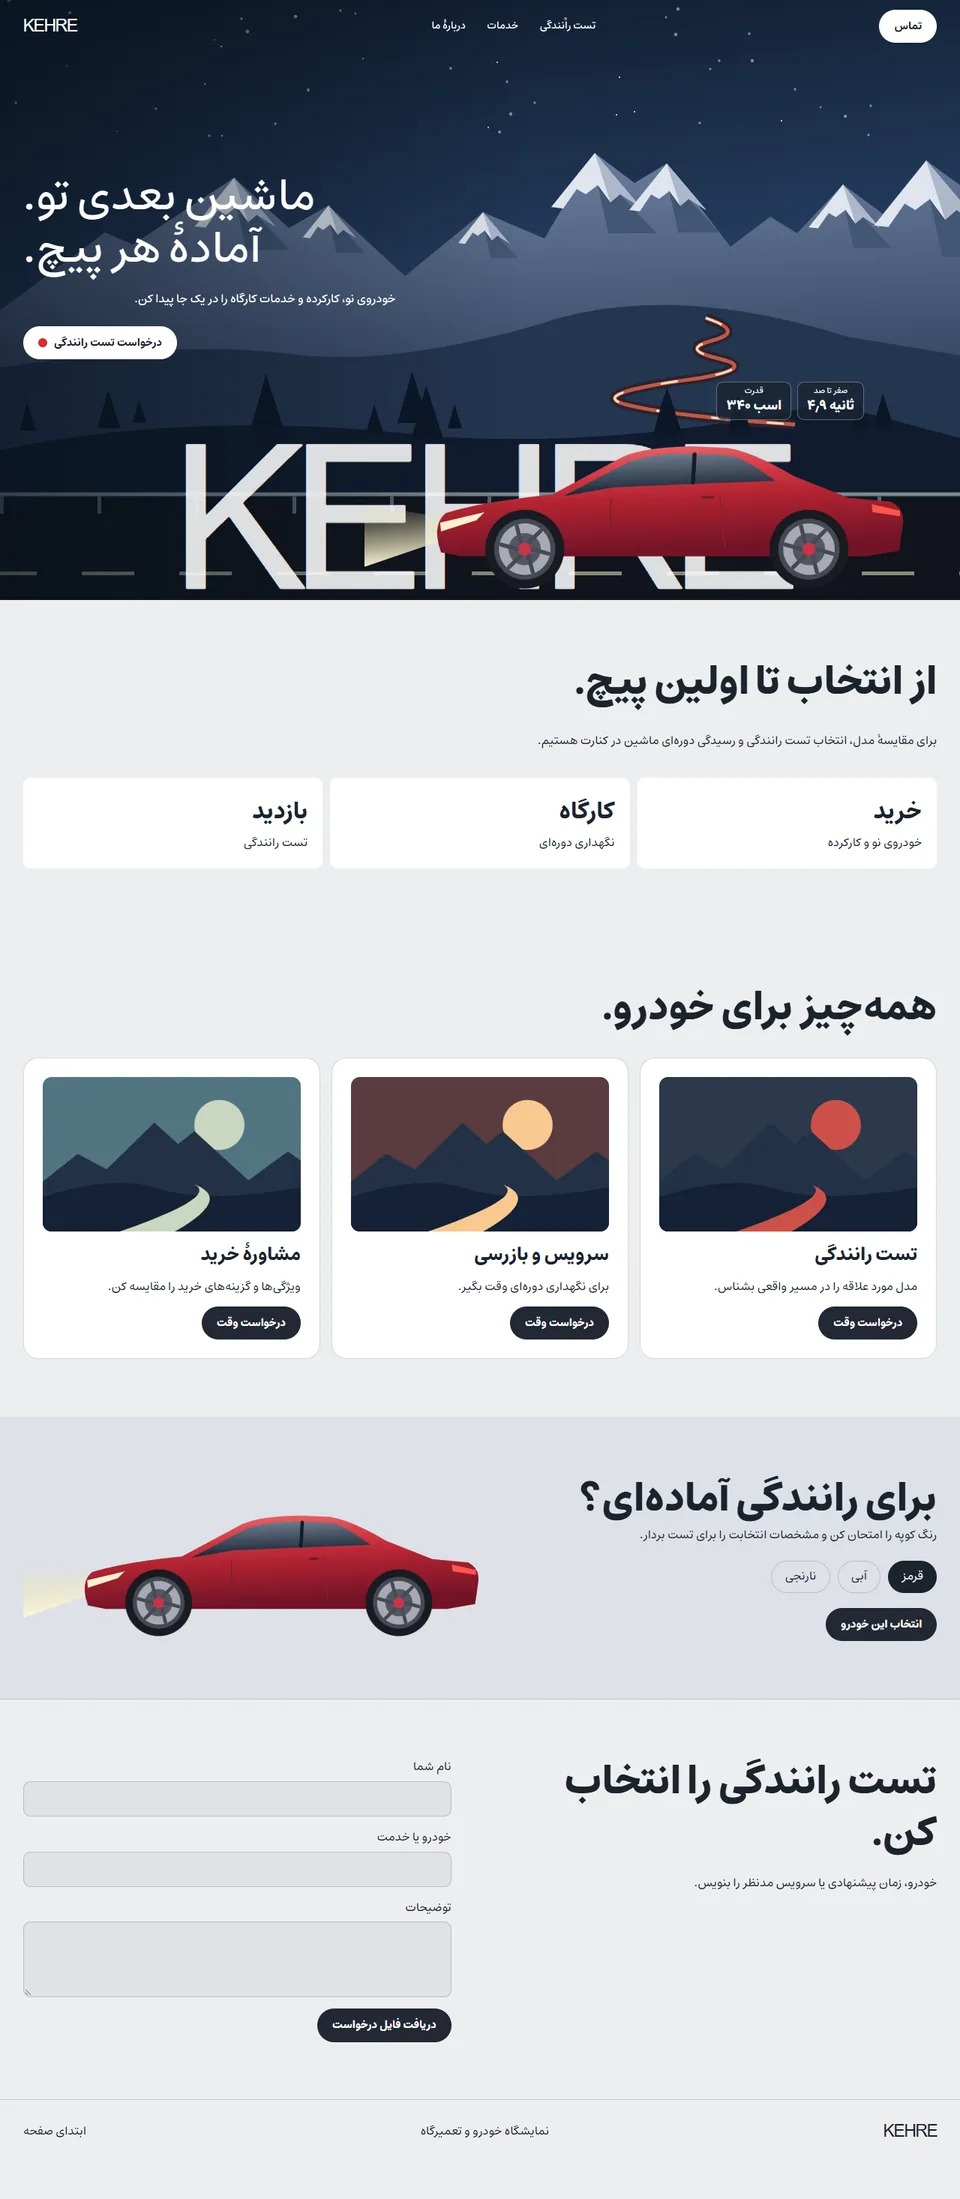 KEHRE
تست رانندگی
خدمات
دربارهٔ ما
تماس
ماشین بعدی تو.
آمادهٔ هر پیچ.
خودروی نو، کارکرده و خدمات کارگاه را در یک جا پیدا کن.
درخواست تست رانندگی
صفر تا صد
۴٫۹ ثانیه
قدرت
۳۴۰ اسب
KEHRE
از انتخاب تا اولین پیچ.
برای مقایسهٔ مدل، انتخاب تست رانندگی و رسیدگی دوره‌ای ماشین در کنارت هستیم.
خرید
خودروی نو و کارکرده
کارگاه
نگهداری دوره‌ای
بازدید
تست رانندگی
همه‌چیز برای خودرو.
تست رانندگی
مدل مورد علاقه را در مسیر واقعی بشناس.
درخواست وقت
سرویس و بازرسی
برای نگهداری دوره‌ای وقت بگیر.
درخواست وقت
مشاورهٔ خرید
ویژگی‌ها و گزینه‌های خرید را مقایسه کن.
درخواست وقت
برای رانندگی آماده‌ای؟
رنگ کوپه را امتحان کن و مشخصات انتخابت را برای تست بردار.
قرمز
آبی
نارنجی
انتخاب این خودرو
تست رانندگی را انتخاب
کن.
خودرو، زمان پیشنهادی یا سرویس مدنظر را بنویس.
نام شما
خودرو یا خدمت
توضیحات
دریافت فایل درخواست
KEHRE
نمایشگاه خودرو و تعمیرگاه
ابتدای صفحه